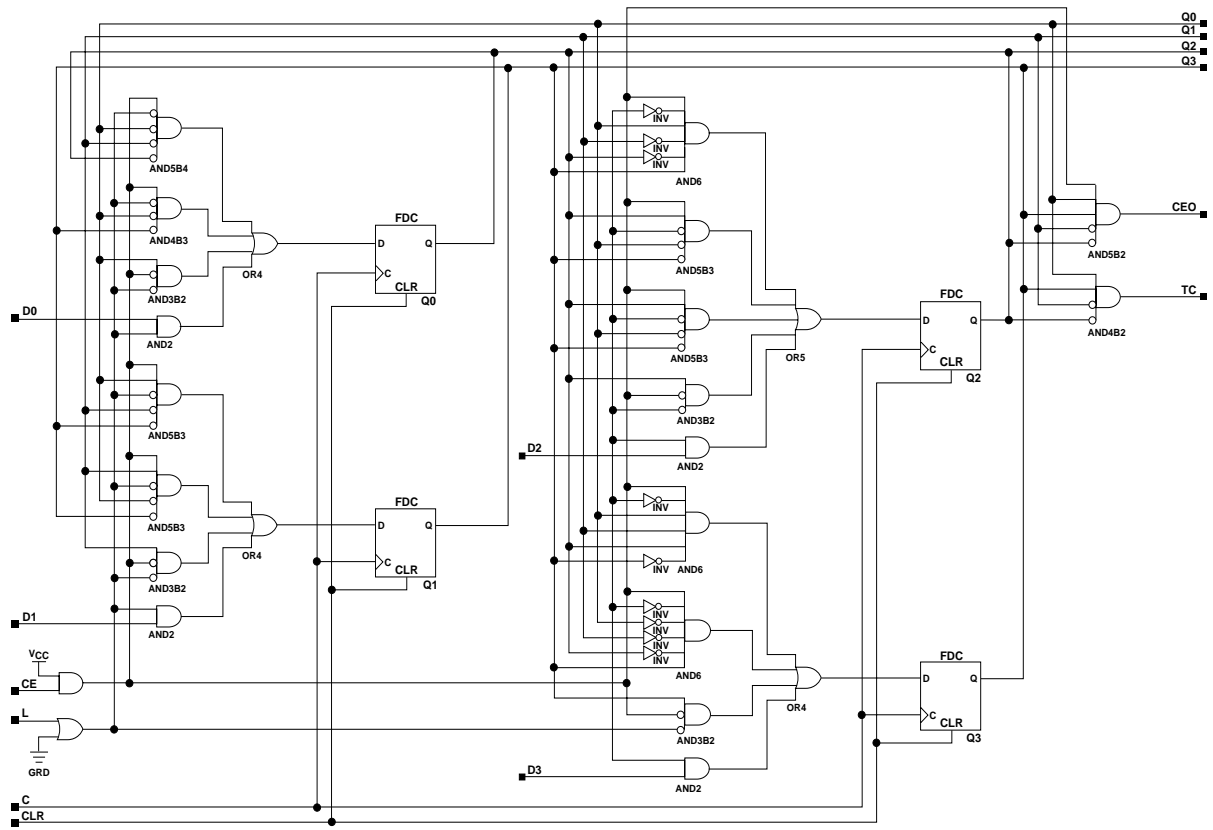 Q0
Q1
Q2
Q3
AND5B4
AND4B3
AND3B2
D0
AND2
OR4
FDC
D
Q
C
CLR
Q0
AND5B3
AND5B3
AND3B2
D1
AND2
OR4
FDC
D
Q
C
CLR
Q1
VCC
CE
L
GRD
C
CLR
INV
INV
INV
AND6
AND5B3
AND5B3
AND3B2
D2
AND2
OR5
FDC
D
Q
C
CLR
Q2
CEO
AND5B2
TC
AND4B2
INV
INV
AND6
INV
INV
INV
INV
AND6
AND3B2
D3
AND2
OR4
FDC
D
Q
C
CLR
Q3